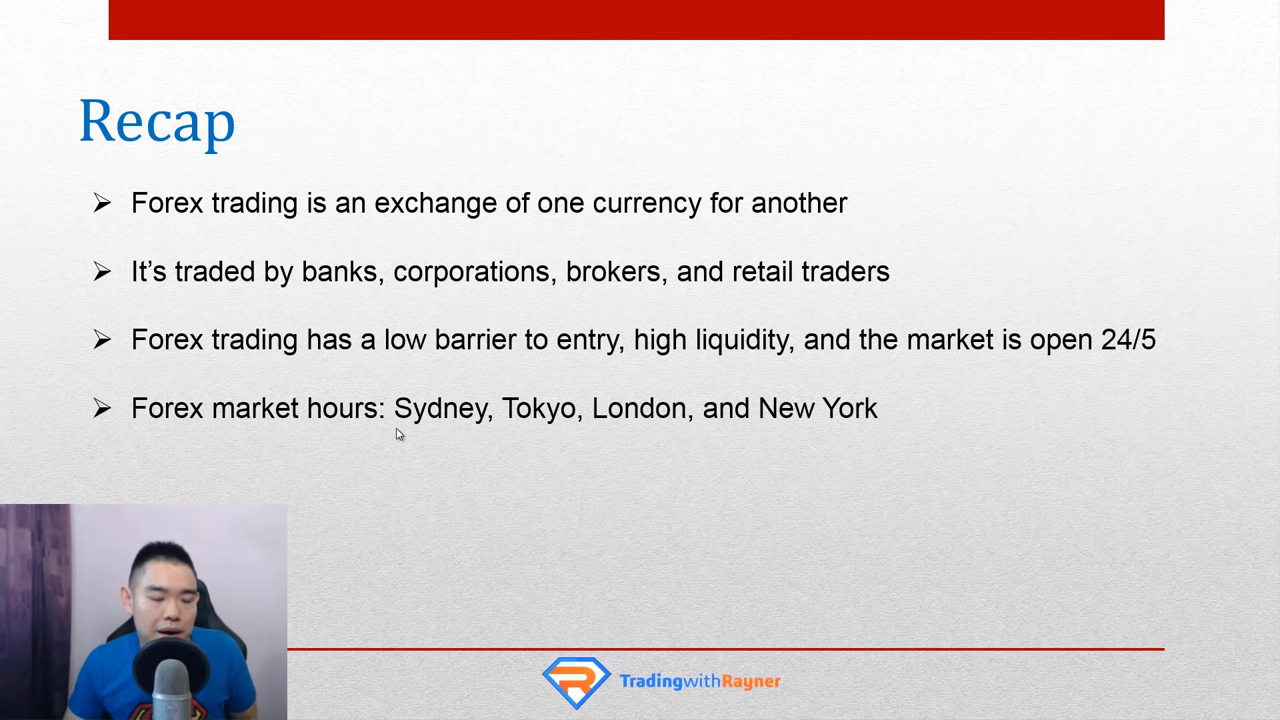 Recap
Forex trading is an exchange of one currency for another
It’s traded by banks, corporations, brokers, and retail traders
Forex trading has a low barrier to entry, high liquidity, and the market is open 24/5
Forex market hours: Sydney, Tokyo, London, and New York
TradingwithRayner